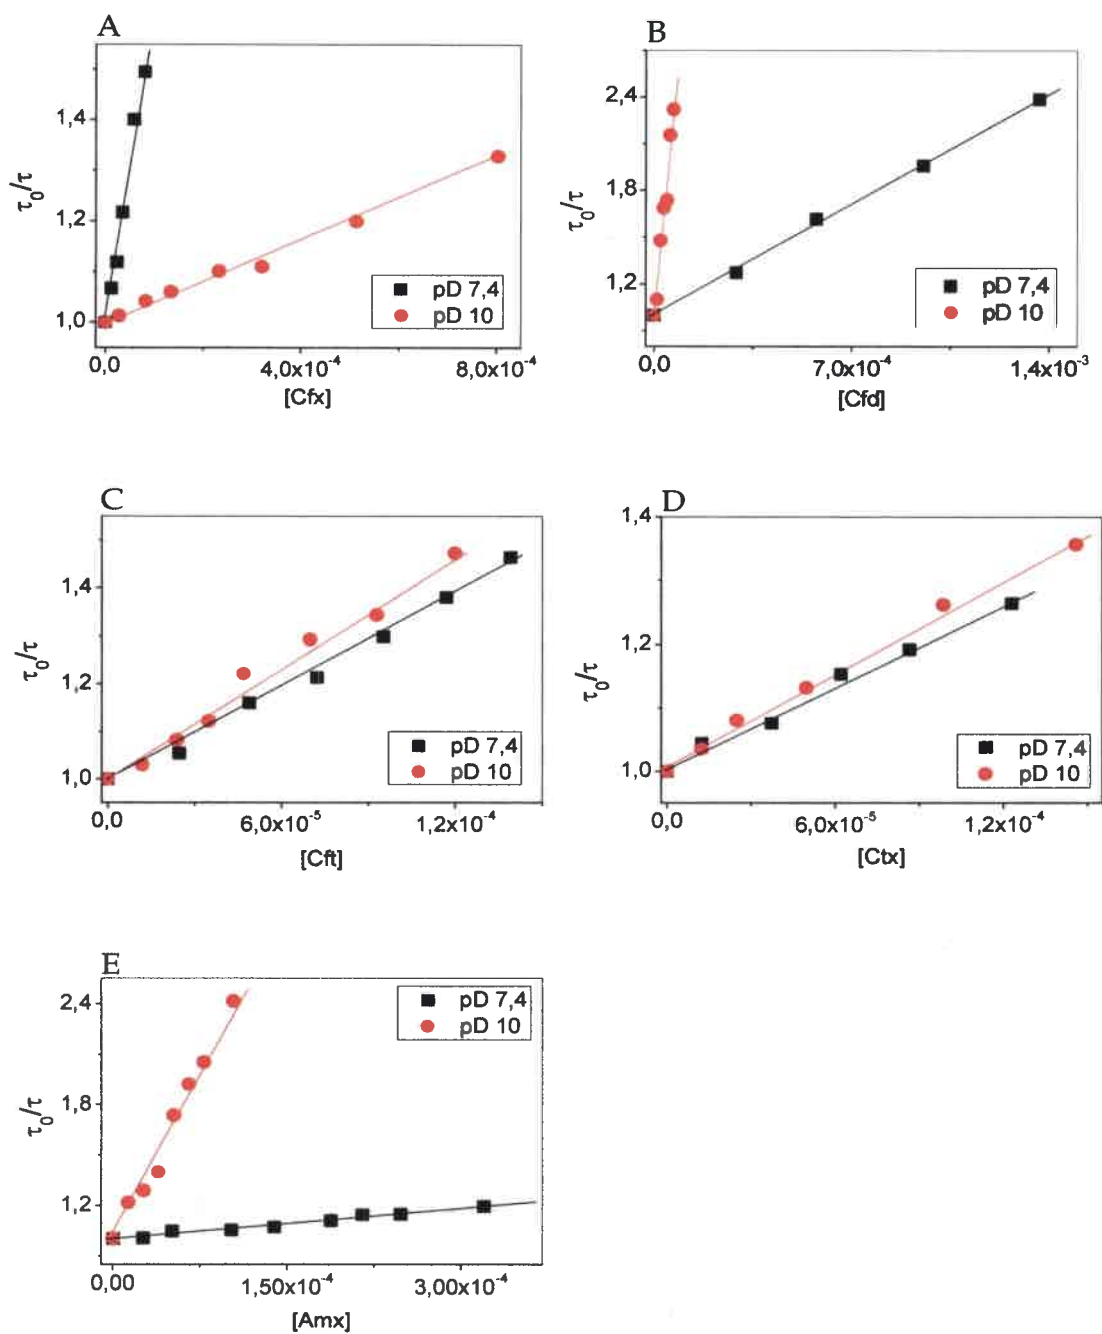 A
τ0/τ
1,4
1,2
1,0
pD 7,4
pD 10
0,0
4,0x10-4
8,0x10-4
[Cfx]
B
τ0/τ
2,4
1,8
1,2
pD 7,4
pD 10
0,0
7,0x10-4
1,4x10-3
[Cfd]
C
τ0/τ
1,4
1,2
1,0
pD 7,4
pD 10
0,0
6,0x10-5
1,2x10-4
[Cft]
D
τ0/τ
1,4
1,2
1,0
pD 7,4
pD 10
0,0
6,0x10-5
1,2x10-4
[Ctx]
E
τ0/τ
2,4
1,8
1,2
pD 7,4
pD 10
0,00
1,50x10-4
3,00x10-4
[Amx]